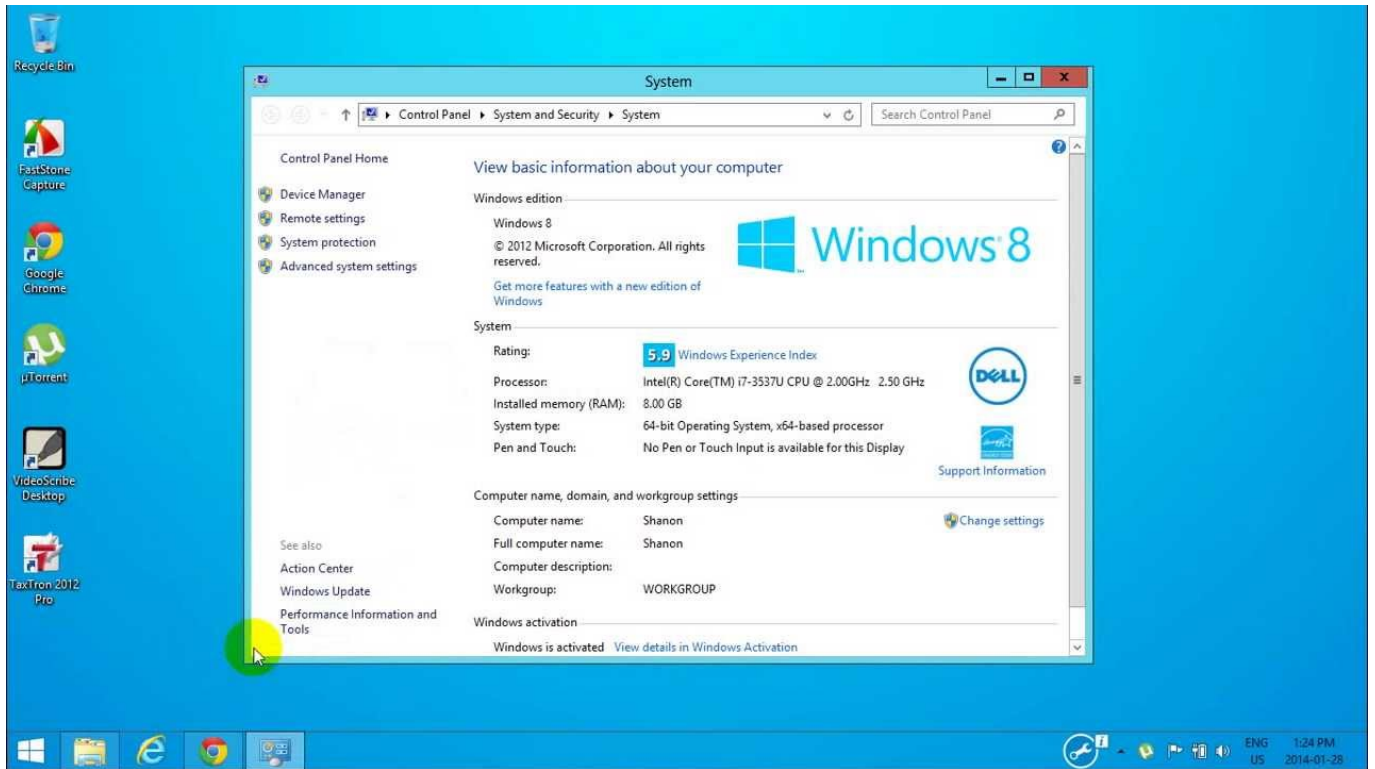 Recycle Bin
FastStone
Capture
Google
Chrome
µTorrent
VideoScribe
Desktop
TaxTron 2012
Pro
System
Control Panel
System and Security
System
Search Control Panel
Control Panel Home
Device Manager
Remote settings
System protection
Advanced system settings
See also
Action Center
Windows Update
Performance Information and
Tools
View basic information about your computer
Windows edition
Windows 8
© 2012 Microsoft Corporation. All rights
reserved.
Get more features with a new edition of
Windows
Windows 8
System
Rating:
5.9 Windows Experience Index
Processor:
Intel(R) Core(TM) i7-3537U CPU @ 2.00GHz 2.50 GHz
Installed memory (RAM):
8.00 GB
System type:
64-bit Operating System, x64-based processor
Pen and Touch:
No Pen or Touch Input is available for this Display
DELL
Support Information
Computer name, domain, and workgroup settings
Computer name:
Shanon
Change settings
Full computer name:
Shanon
Computer description:
Workgroup:
WORKGROUP
Windows activation
Windows is activated View details in Windows Activation
ENG
US
1:24 PM
2014-01-28